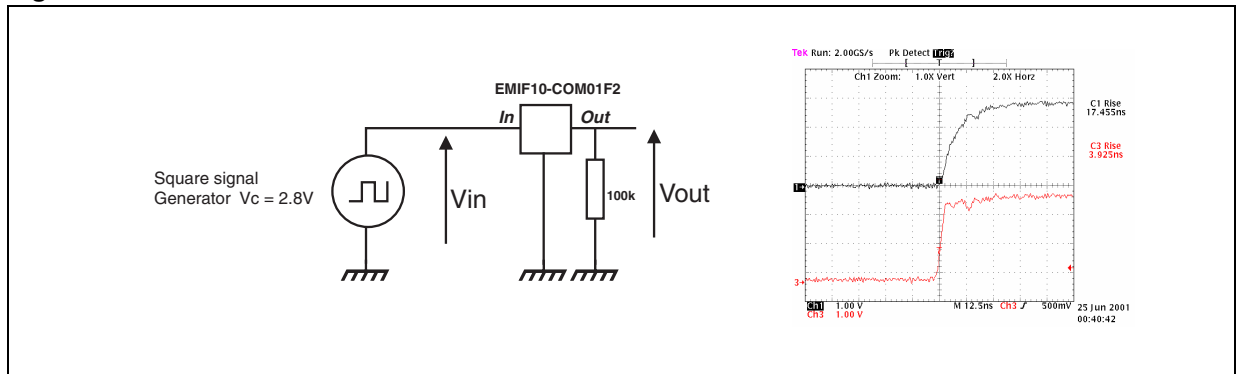 EMIF10-COM01F2
In
Out
Square signal
Generator Vc = 2.8V
Vin
100k
Vout
Tek Run: 2.00GS/s Pk Detect Trig?
Ch1 Zoom: 1.0X Vert 2.0X Horz
C1 Rise
17.455ns
C3 Rise
3.925ns
1
3
Ch1 1.00 V M 12.5ns Ch3 500mV
Ch3 1.00 V
25 Jun 2001
00:40:42